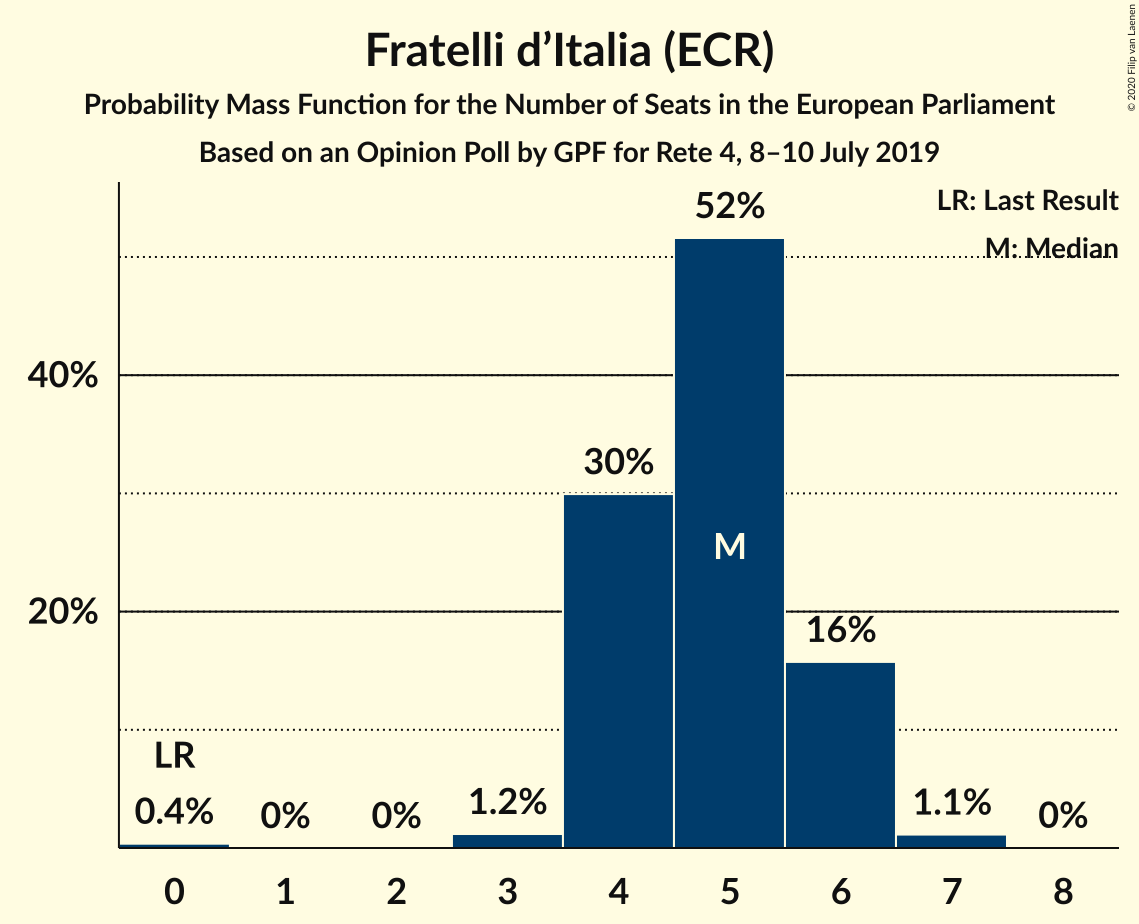 Fratelli d’Italia (ECR)
Probability Mass Function for the Number of Seats in the European Parliament
Based on an Opinion Poll by GPF for Rete 4, 8–10 July 2019
© 2020 Filip van Laenen
LR: Last Result
M: Median
52%
40%
30%
M
20%
16%
LR
0.4%
0%
0%
1.2%
1.1%
0%
0 1 2 3 4 5 6 7 8